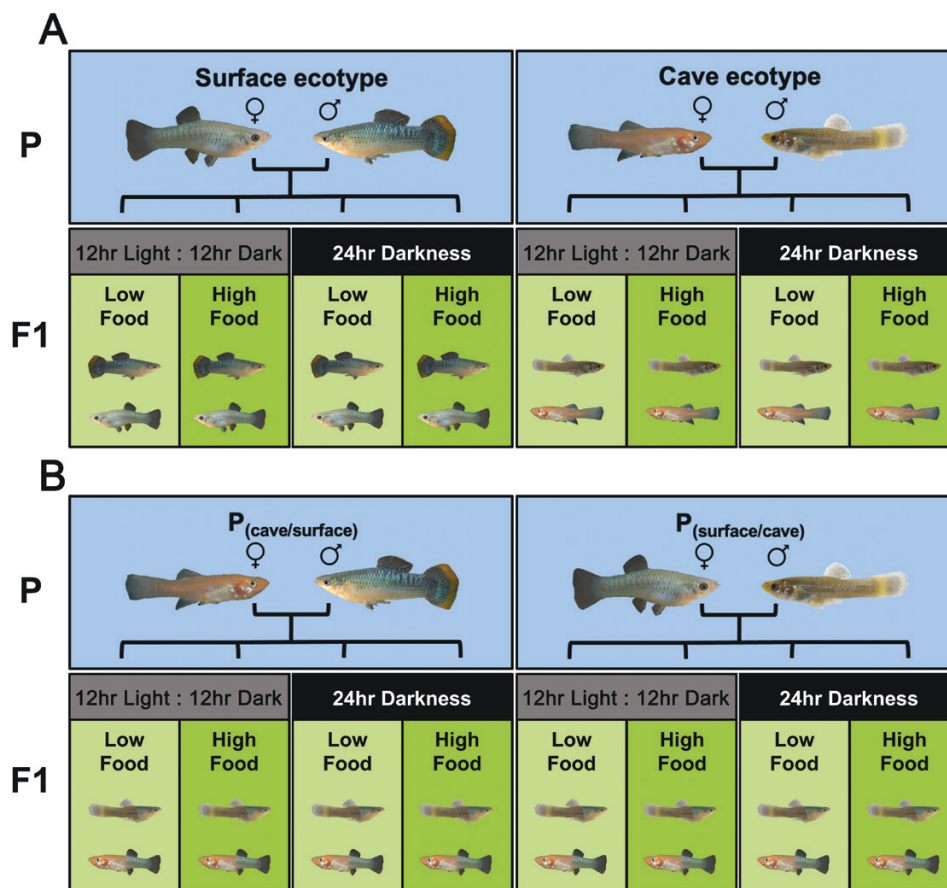 A
P
Surface ecotype
Cave ecotype
♀ ♂
♀ ♂
F1
12hr Light : 12hr Dark
24hr Darkness
12hr Light : 12hr Dark
24hr Darkness
Low
Food
High
Food
Low
Food
High
Food
Low
Food
High
Food
Low
Food
High
Food
B
P
P(cave/surface)
P(surface/cave)
♀ ♂
♀ ♂
F1
12hr Light : 12hr Dark
24hr Darkness
12hr Light : 12hr Dark
24hr Darkness
Low
Food
High
Food
Low
Food
High
Food
Low
Food
High
Food
Low
Food
High
Food